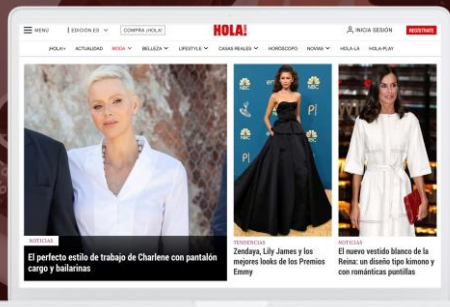 MENÚ
EDICIÓN ES
COMPRA ¡HOLA!
¡HOLA!
INICIA SESIÓN
REGÍSTRATE
¡HOLA!+ ACTUALIDAD MODA BELLEZA LIFESTYLE CASAS REALES HORÓSCOPO NOVIAS HOLA-LA HOLA-PLAY
NBC
NOTICIAS
El perfecto estilo de trabajo de Charlene con pantalón
cargo y bailarinas
TENDENCIAS
Zendaya, Lily James y los
mejores looks de los Premios
Emmy
NOTICIAS
El nuevo vestido blanco de la
Reina: un diseño tipo kimono y
con románticas puntillas